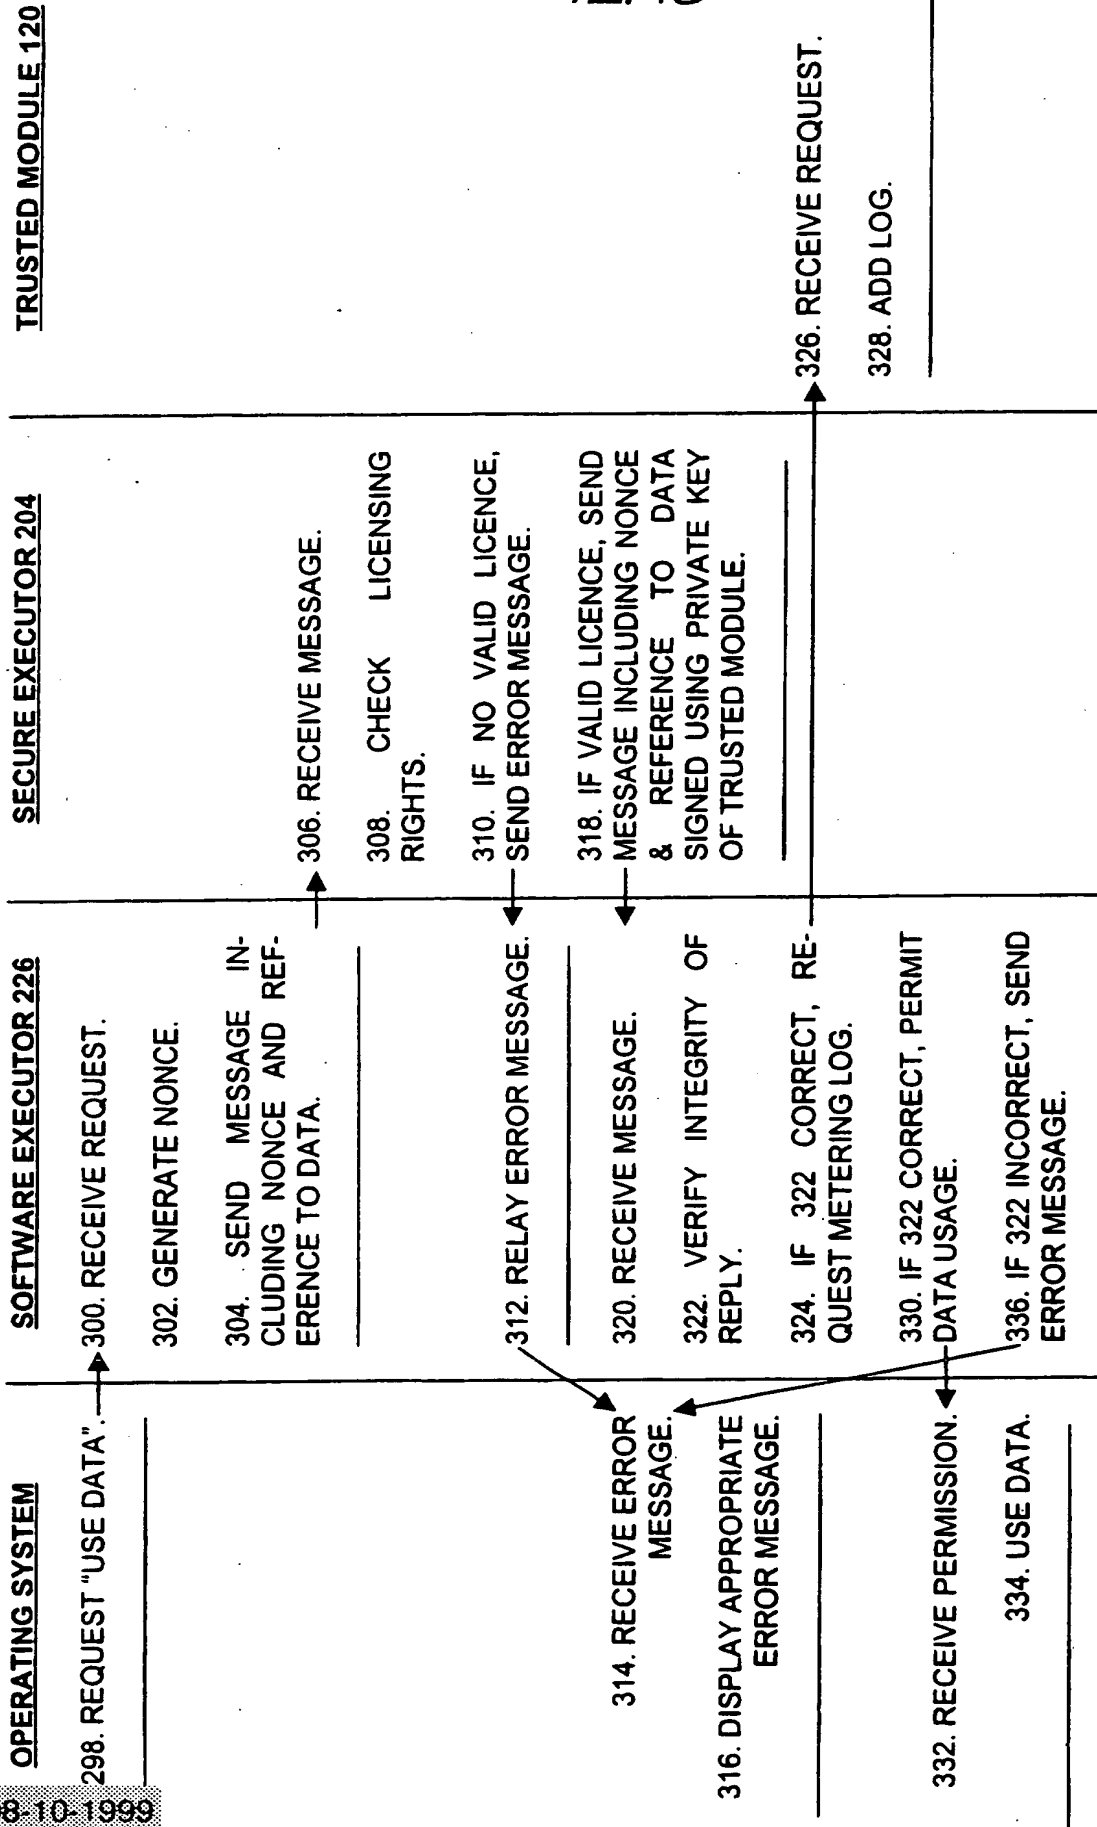 OPERATING SYSTEM
298. REQUEST "USE DATA".
314. RECEIVE ERROR
MESSAGE.
316. DISPLAY APPROPRIATE
ERROR MESSAGE.
332. RECEIVE PERMISSION.
334. USE DATA.
SOFTWARE EXECUTOR 226
300. RECEIVE REQUEST.
302. GENERATE NONCE.
304. SEND MESSAGE IN-
CLUDING NONCE AND REF-
ERENCE TO DATA.
312. RELAY ERROR MESSAGE.
320. RECEIVE MESSAGE.
322. VERIFY INTEGRITY OF
REPLY.
324. IF 322 CORRECT, RE-
QUEST METERING LOG.
330. IF 322 CORRECT, PERMIT
DATA USAGE.
336. IF 322 INCORRECT, SEND
ERROR MESSAGE.
SECURE EXECUTOR 204
306. RECEIVE MESSAGE.
308. CHECK LICENSING
RIGHTS.
310. IF NO VALID LICENCE,
SEND ERROR MESSAGE.
318. IF VALID LICENCE, SEND
MESSAGE INCLUDING NONCE
& REFERENCE TO DATA
SIGNED USING PRIVATE KEY
OF TRUSTED MODULE.
TRUSTED MODULE 120
326. RECEIVE REQUEST.
328. ADD LOG.
8-10-1999